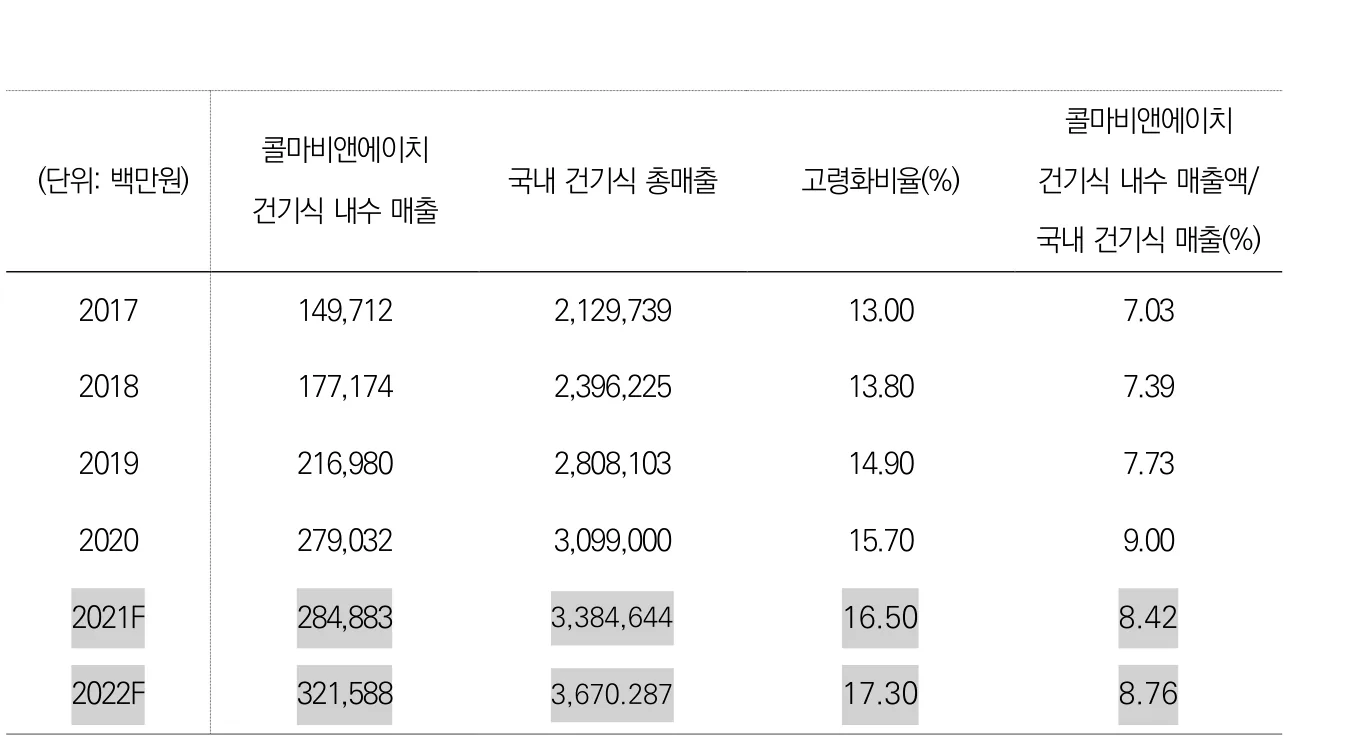 (단위: 백만원) 콜마비앤에이치 건기식 내수 매출 국내 건기식 총매출 고령화비율(%) 콜마비앤에이치 건기식 내수 매출액/ 국내 건기식 매출(%)
2017 149,712 2,129,739 13.00 7.03
2018 177,174 2,396,225 13.80 7.39
2019 216,980 2,808,103 14.90 7.73
2020 279,032 3,099,000 15.70 9.00
2021F 284,883 3,384,644 16.50 8.42
2022F 321,588 3,670.287 17.30 8.76